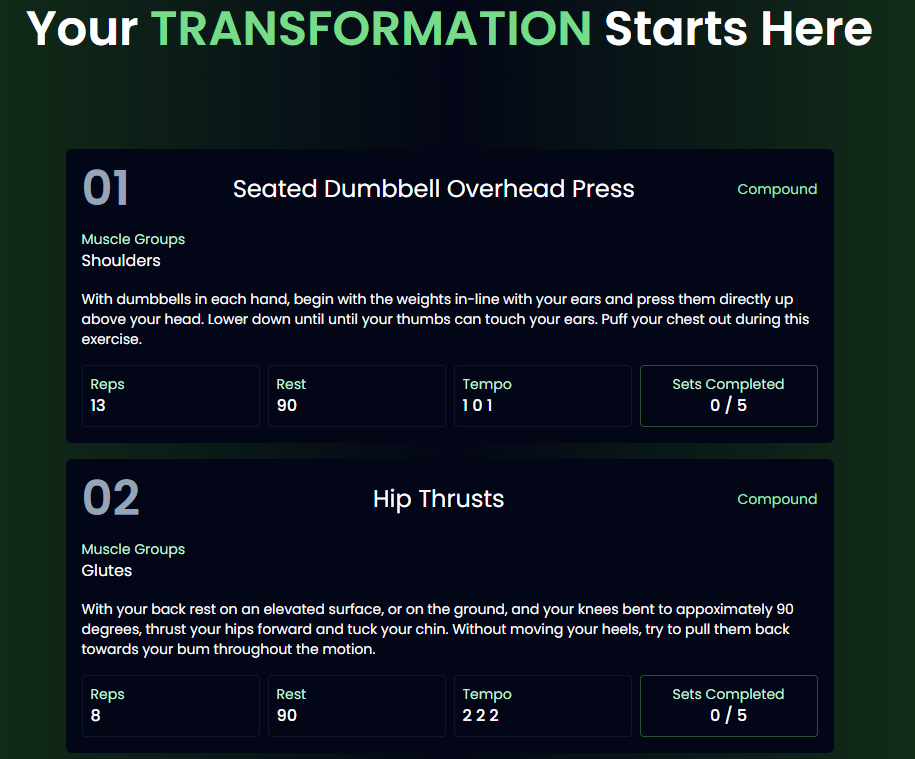 Your TRANSFORMATION Starts Here
01
Seated Dumbbell Overhead Press
Compound
Muscle Groups
Shoulders
With dumbbells in each hand, begin with the weights in-line with your ears and press them directly up
above your head. Lower down until until your thumbs can touch your ears. Puff your chest out during this
exercise.
Reps
13
Rest
90
Tempo
1 0 1
Sets Completed
0 / 5
02
Hip Thrusts
Compound
Muscle Groups
Glutes
With your back rest on an elevated surface, or on the ground, and your knees bent to appoximately 90
degrees, thrust your hips forward and tuck your chin. Without moving your heels, try to pull them back
towards your bum throughout the motion.
Reps
8
Rest
90
Tempo
2 2 2
Sets Completed
0 / 5